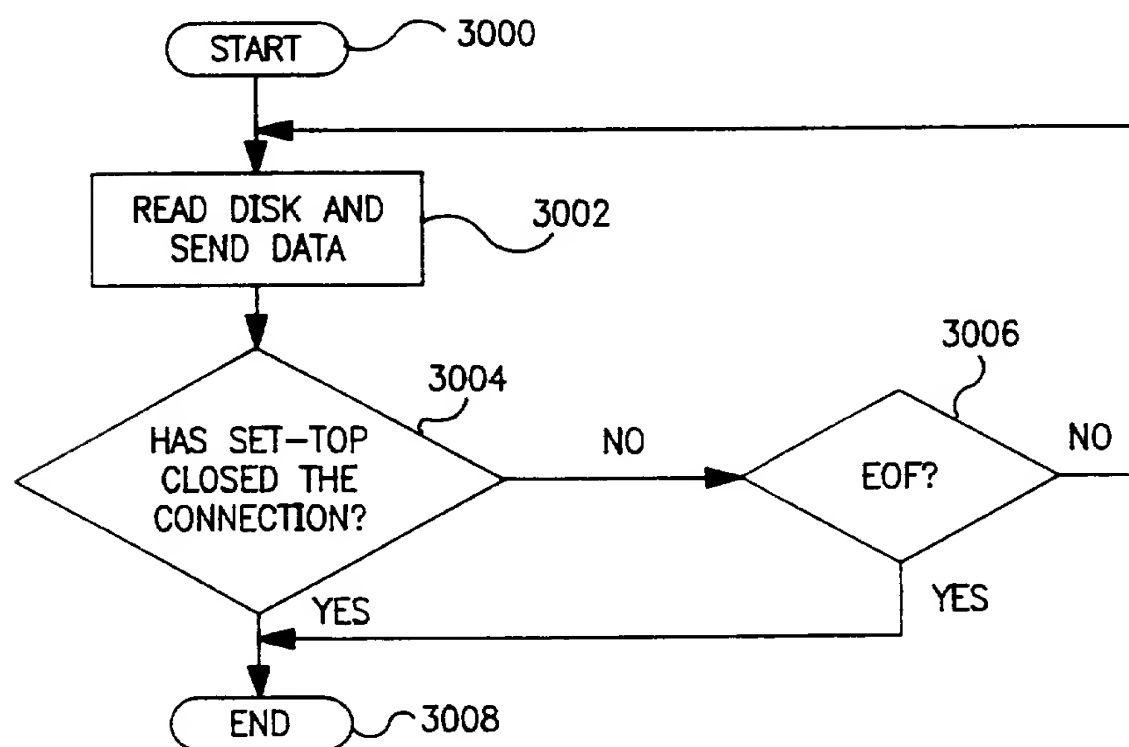 START
3000
READ DISK AND
SEND DATA
3002
3004
HAS SET-TOP
CLOSED THE
CONNECTION?
NO
3006
EOF?
NO
YES
YES
END
3008